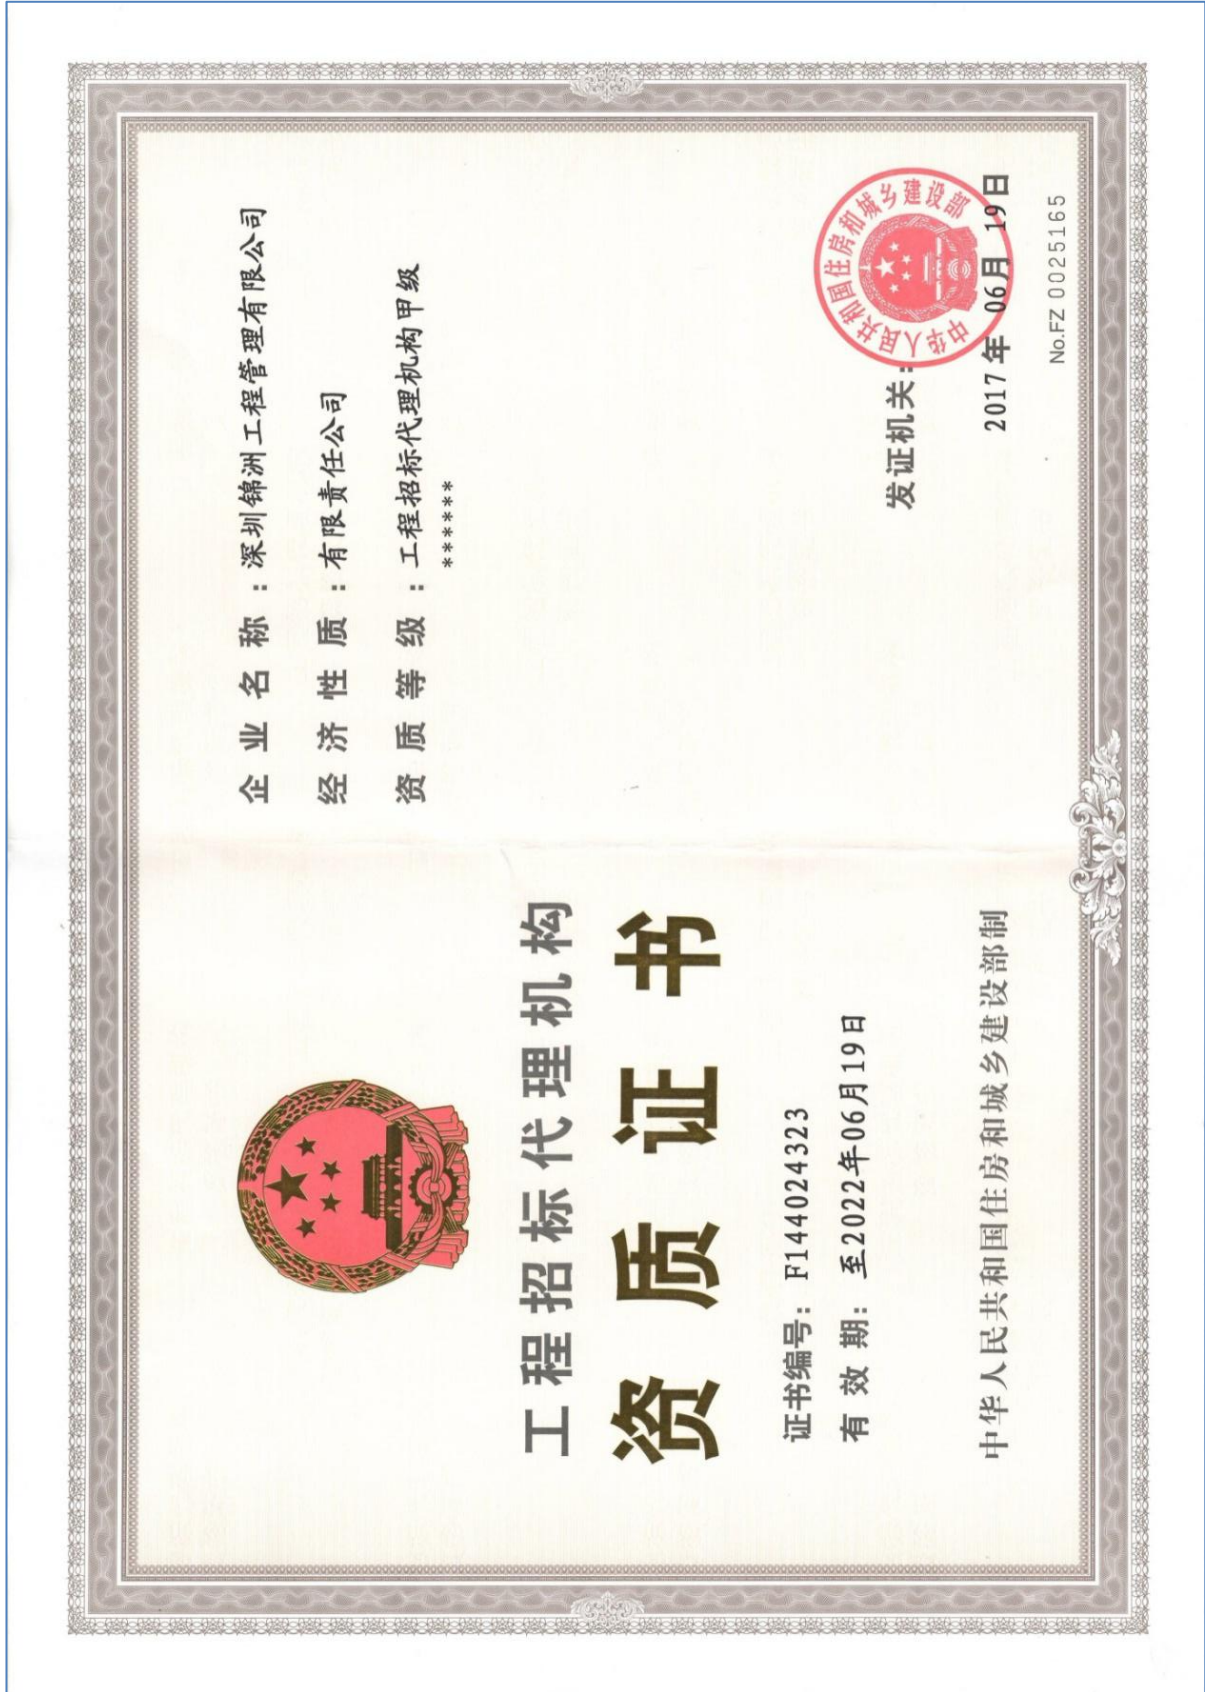 工程招标代理机构
资质证书
证书编号：F144024323
有效期：至2022年06月19日
中华人民共和国住房和城乡建设部制
企业名称：深圳锦洲工程管理有限公司
经济性质：有限责任公司
资质等级：工程招标代理机构甲级
******
发证机关：
中华人民共和国住房和城乡建设部
2017年06月19日
No.FZ 0025165